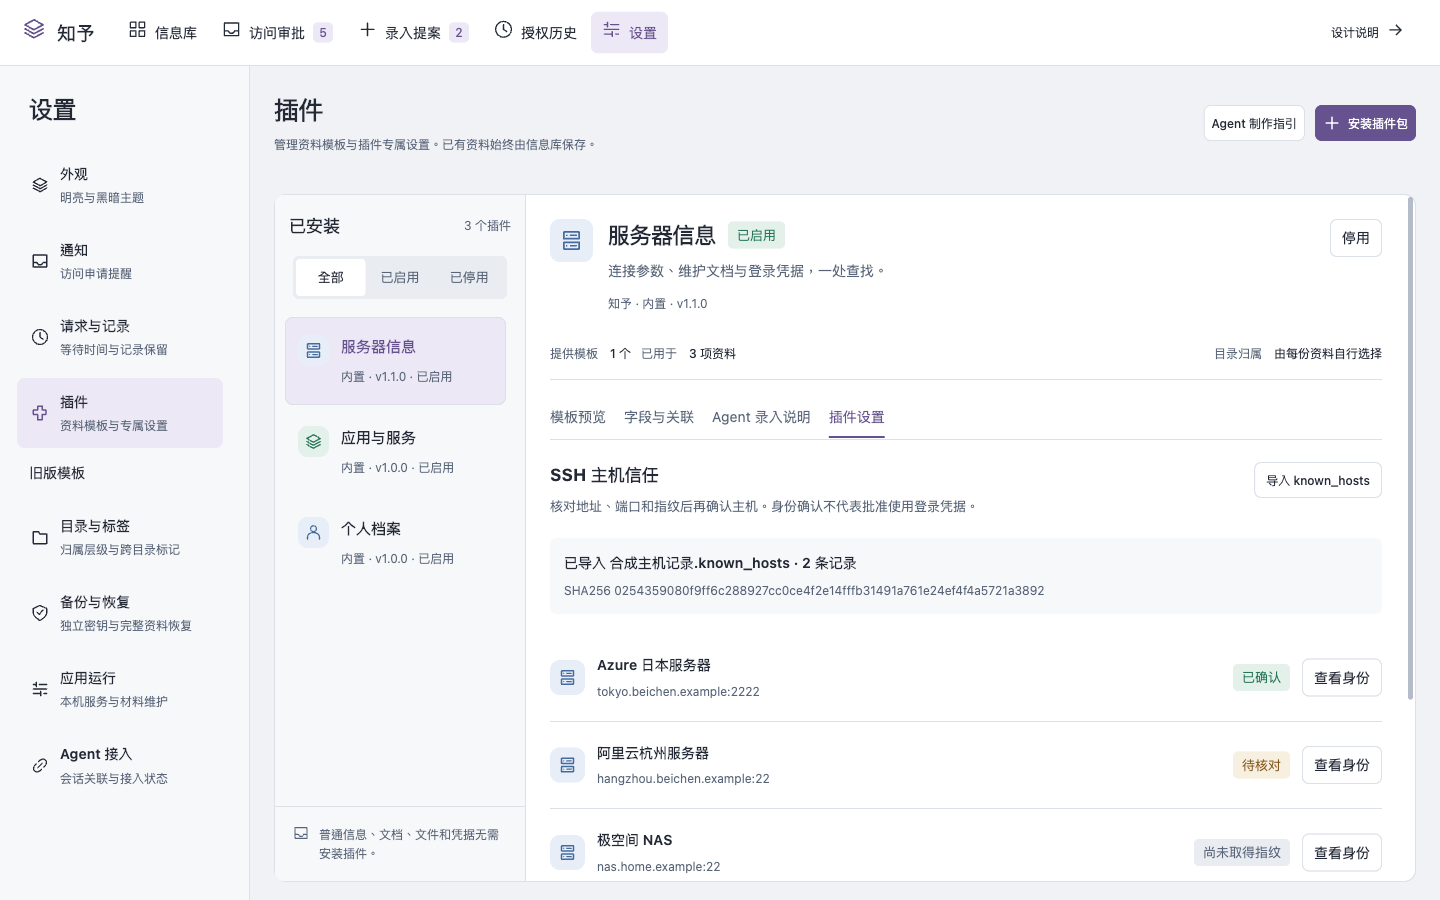 知予
信息库
访问审批 5
录入提案 2
授权历史
设置
设计说明
设置
外观
明亮与黑暗主题
通知
访问申请提醒
请求与记录
等待时间与记录保留
插件
资料模板与专属设置
旧版模板
目录与标签
归属层级与跨目录标记
备份与恢复
独立密钥与完整资料恢复
应用运行
本机服务与材料维护
Agent 接入
会话关联与接入状态
插件
管理资料模板与插件专属设置。已有资料始终由信息库保存。
Agent 制作指引
安装插件包
已安装 3 个插件
全部 已启用 已停用
服务器信息
内置 · v1.1.0 · 已启用
应用与服务
内置 · v1.0.0 · 已启用
个人档案
内置 · v1.0.0 · 已启用
普通信息、文档、文件和凭据无需
安装插件。
服务器信息 已启用
停用
连接参数、维护文档与登录凭据，一处查找。
知予 · 内置 · v1.1.0
提供模板 1 个 已用于 3 项资料
目录归属 由每份资料自行选择
模板预览 字段与关联 Agent 录入说明 插件设置
SSH 主机信任
导入 known_hosts
核对地址、端口和指纹后再确认主机。身份确认不代表批准使用登录凭据。
已导入 合成主机记录.known_hosts · 2 条记录
SHA256 0254359080f9ff6c288927cc0ce4f2e14fffb31491a761e24ef4f4a5721a3892
Azure 日本服务器
tokyo.beichen.example:2222
已确认 查看身份
阿里云杭州服务器
hangzhou.beichen.example:22
待核对 查看身份
极空间 NAS
nas.home.example:22
尚未取得指纹 查看身份